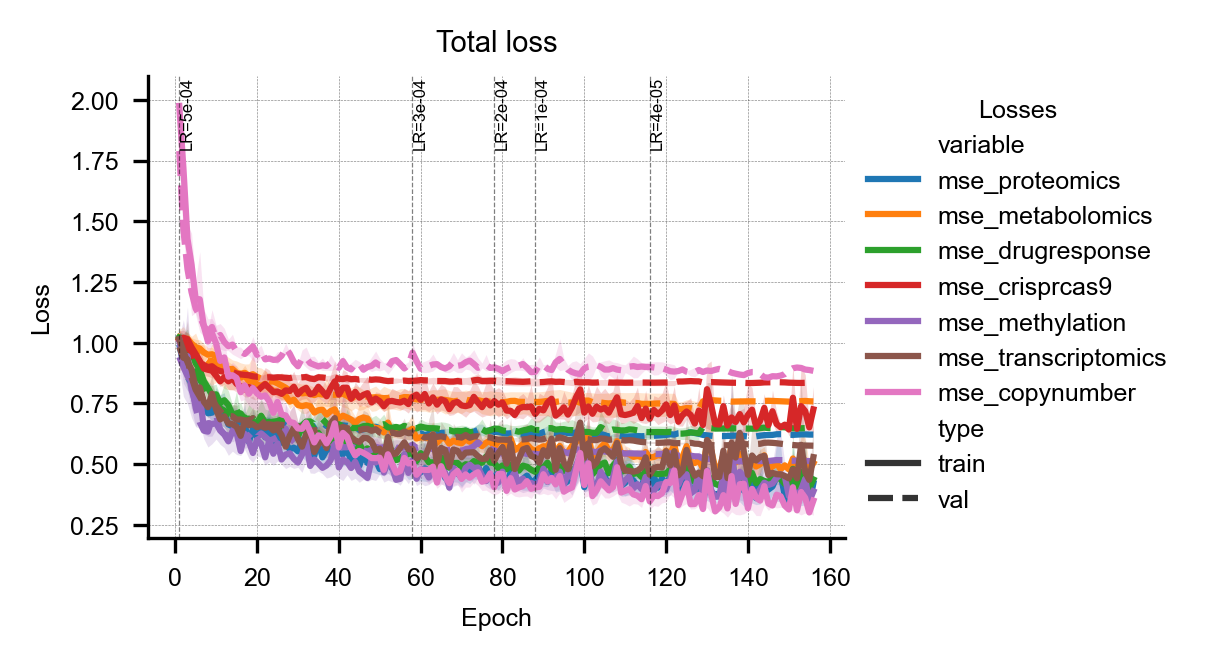 Total loss
LR=5e-04
LR=3e-04
LR=2e-04
LR=1e-04
LR=4e-05
2.00
1.75
1.50
1.25
1.00
0.75
0.50
0.25
Loss
0 20 40 60 80 100 120 140 160
Epoch
Losses
variable
mse_proteomics
mse_metabolomics
mse_drugresponse
mse_crisprcas9
mse_methylation
mse_transcriptomics
mse_copynumber
type
train
val